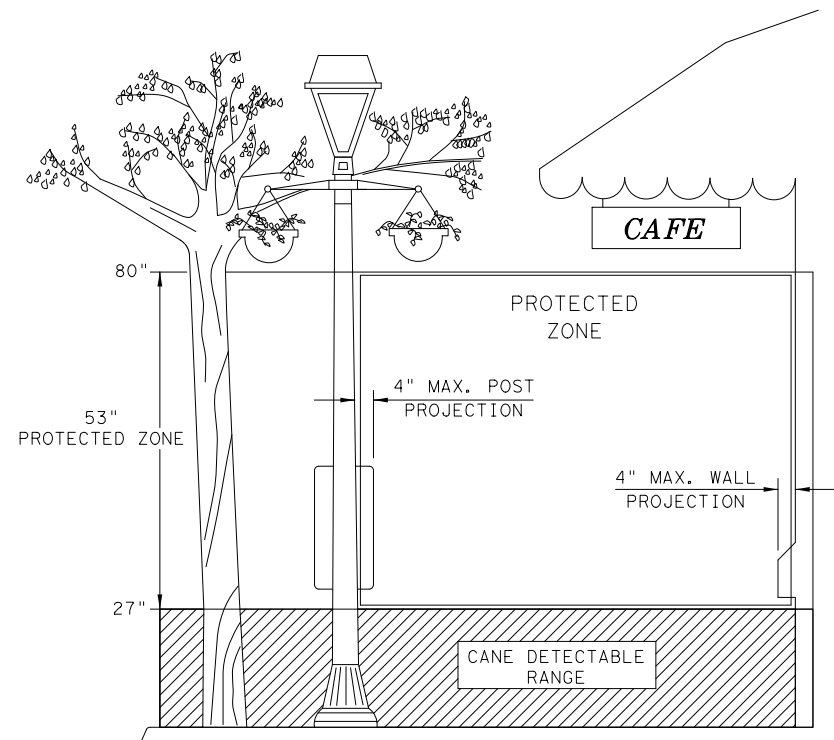 CAFE
80"
PROTECTED
ZONE
4" MAX. POST
PROJECTION
53"
PROTECTED ZONE
4" MAX. WALL
PROJECTION
27"
CANE DETECTABLE
RANGE